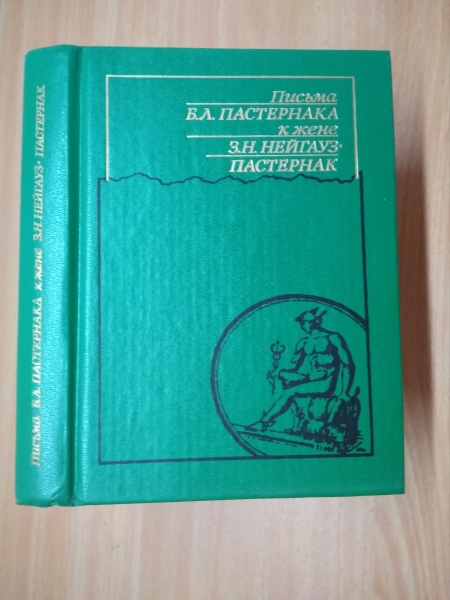 Письма
Б.Л. ПАСТЕРНАКА
к жене
З.Н. НЕЙГАУЗ-
ПАСТЕРНАК
Письма Б.Л. ПАСТЕРНАКА к жене З.Н. НЕЙГАУЗ-ПАСТЕРНАК